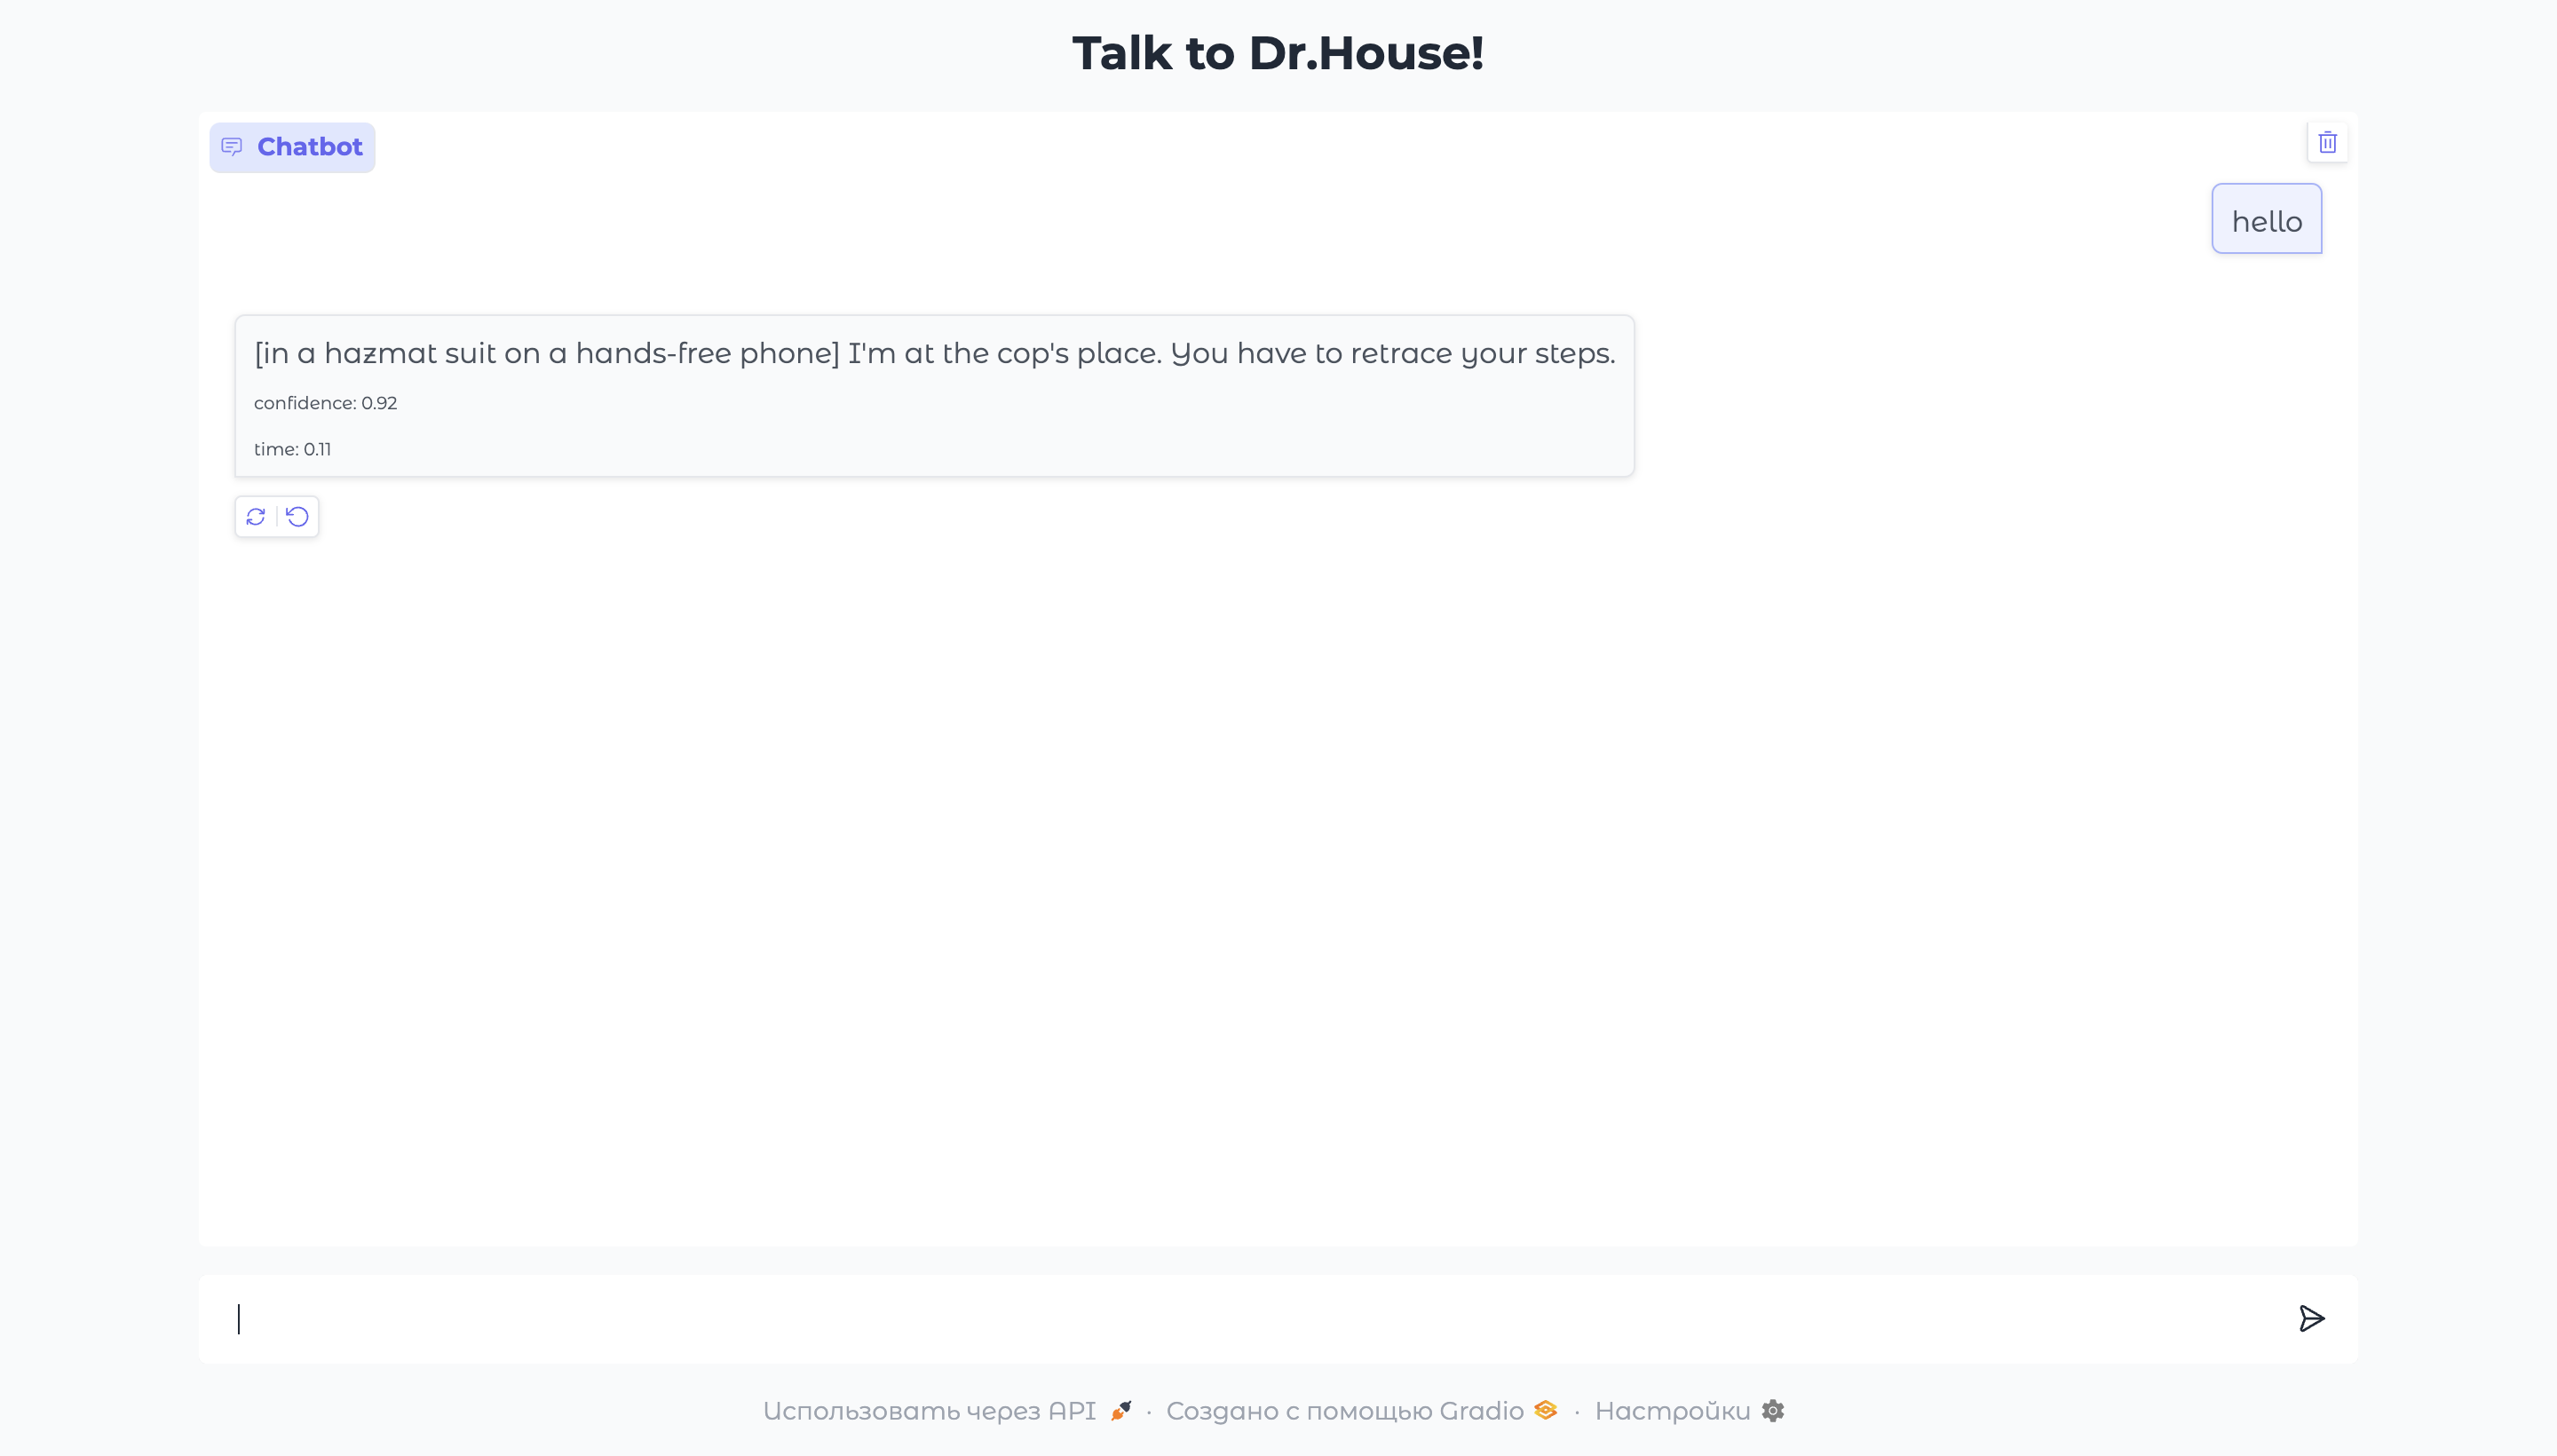 Talk to Dr.House!
Chatbot
hello
[in a hazmat suit on a hands-free phone] I'm at the cop's place. You have to retrace your steps.
confidence: 0.92
time: 0.11
Использовать через API · Создано с помощью Gradio · Настройки